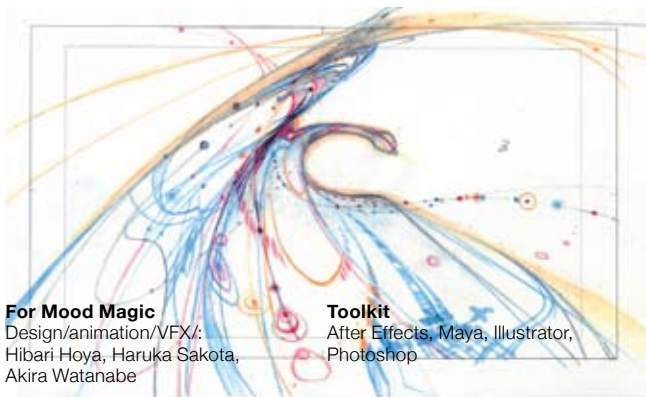 For Mood Magic
Design/animation/VFX/:
Hibari Hoya, Haruka Sakota,
Akira Watanabe
Toolkit
After Effects, Maya, Illustrator,
Photoshop